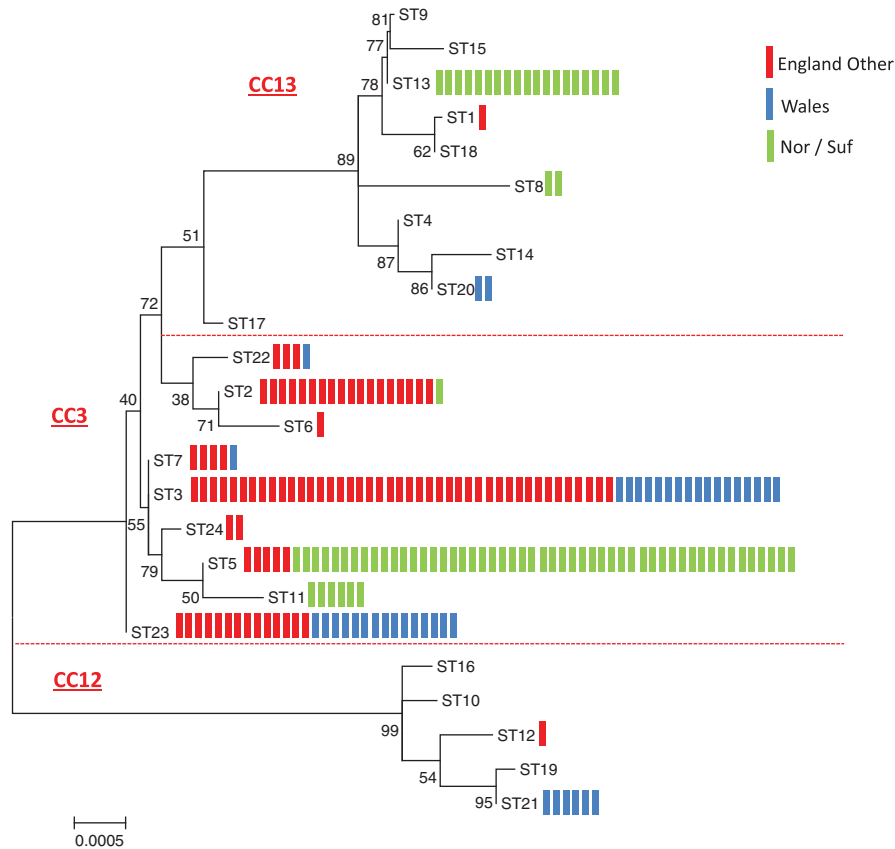 81
ST9
77
ST15
England Other
CC13
78
ST13
Wales
ST1
62
ST18
Nor / Suf
89
ST8
ST4
51
87
ST14
86
ST20
72
ST17
ST22
40
38
ST2
CC3
71
ST6
ST7
ST3
55
ST24
79
ST5
50
ST11
ST23
CC12
ST16
ST10
99
ST12
54
ST19
95
ST21
0.0005